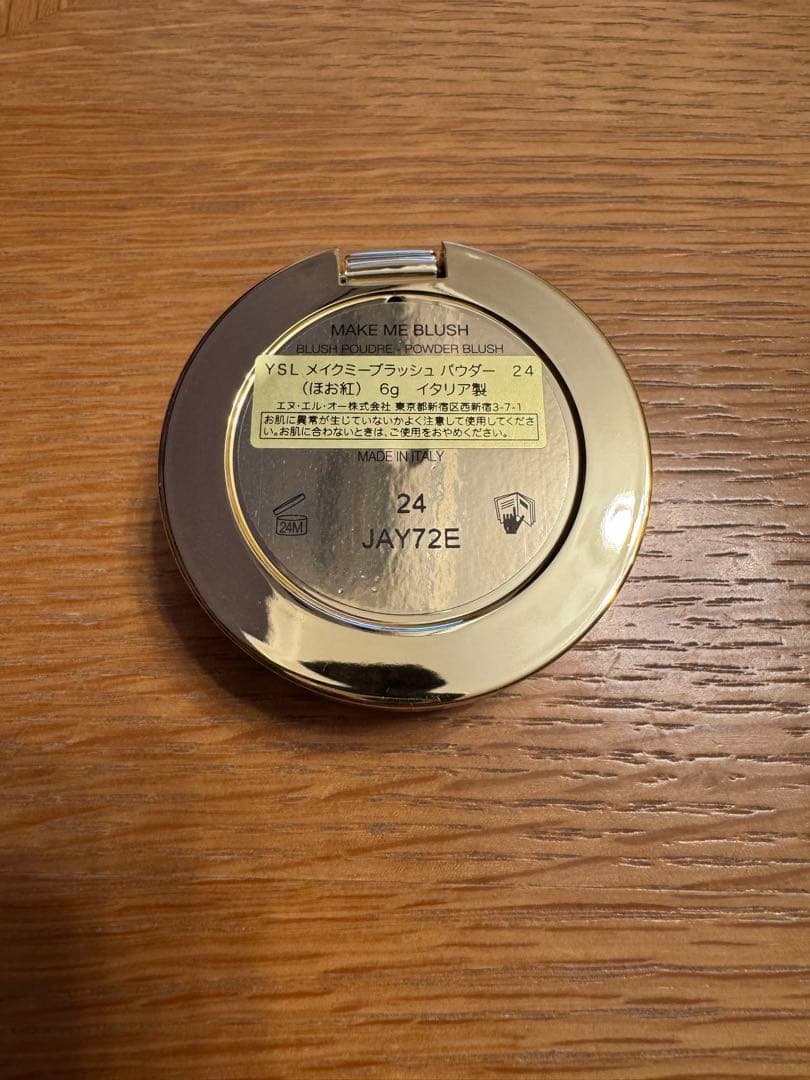 MAKE ME BLUSH
BLUSH POUDRE - POWDER BLUSH
YSL メイクミーブラッシュ パウダー 24
（ほお紅） 6g イタリア製
エヌ・エル・オー株式会社 東京都新宿区西新宿3-7-1
お肌に異常が生じていないかよく注意して使用してくださ
い。お肌に合わないときは、ご使用をおやめください。
MADE IN ITALY
24
24M
JAY72E